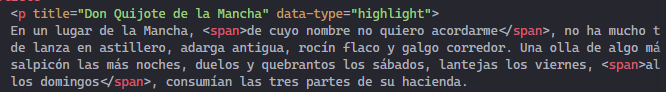 <p title="Don Quijote de la Mancha" data-type="highlight">
En un lugar de la Mancha, <span>de cuyo nombre no quiero acordarme</span>, no ha mucho t
de lanza en astillero, adarga antigua, rocín flaco y galgo corredor. Una olla de algo má
salpicón las más noches, duelos y quebrantos los sábados, lantejas los viernes, <span>al
los domingos</span>, consumían las tres partes de su hacienda.